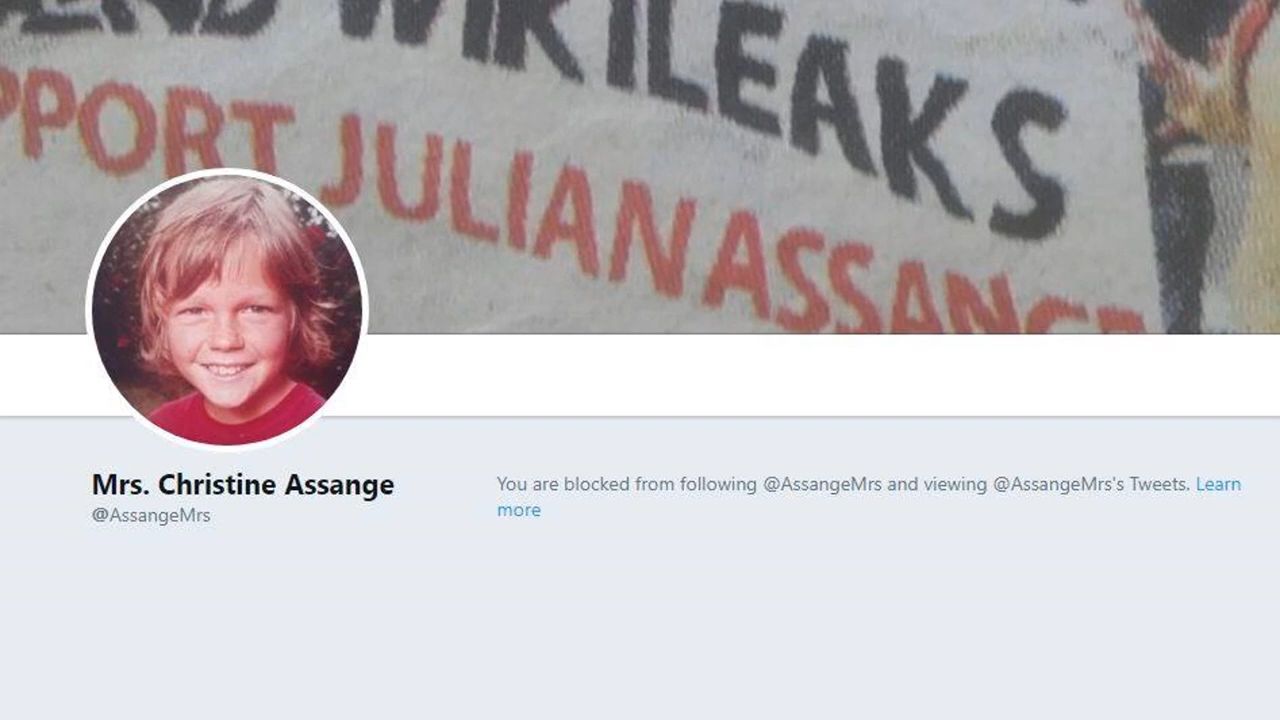 WIKILEAKS
PPORT JULIAN ASSANGE
Mrs. Christine Assange
@AssangeMrs
You are blocked from following @AssangeMrs and viewing @AssangeMrs's Tweets. Learn
more